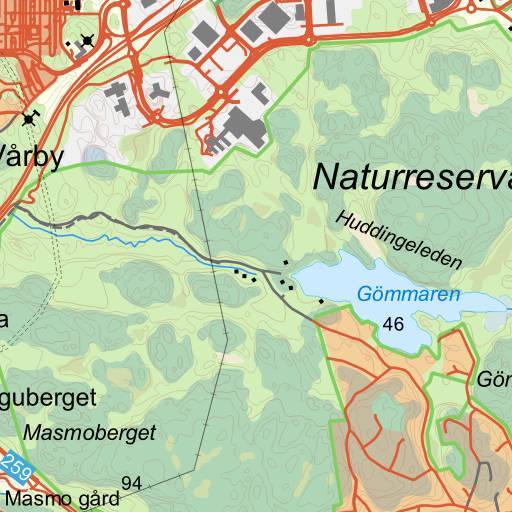 Vårby
Naturreserva
Huddingeleden
Gömmaren
46
a
Gör
guberget
Masmoberget
259
94
Masmo gård